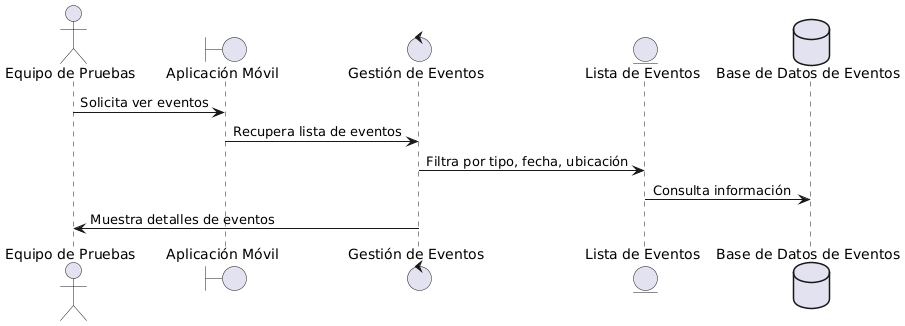 Equipo de Pruebas
Aplicación Móvil
Gestión de Eventos
Lista de Eventos
Base de Datos de Eventos
Solicita ver eventos
Recupera lista de eventos
Filtra por tipo, fecha, ubicación
Consulta información
Muestra detalles de eventos
Equipo de Pruebas
Aplicación Móvil
Gestión de Eventos
Lista de Eventos
Base de Datos de Eventos